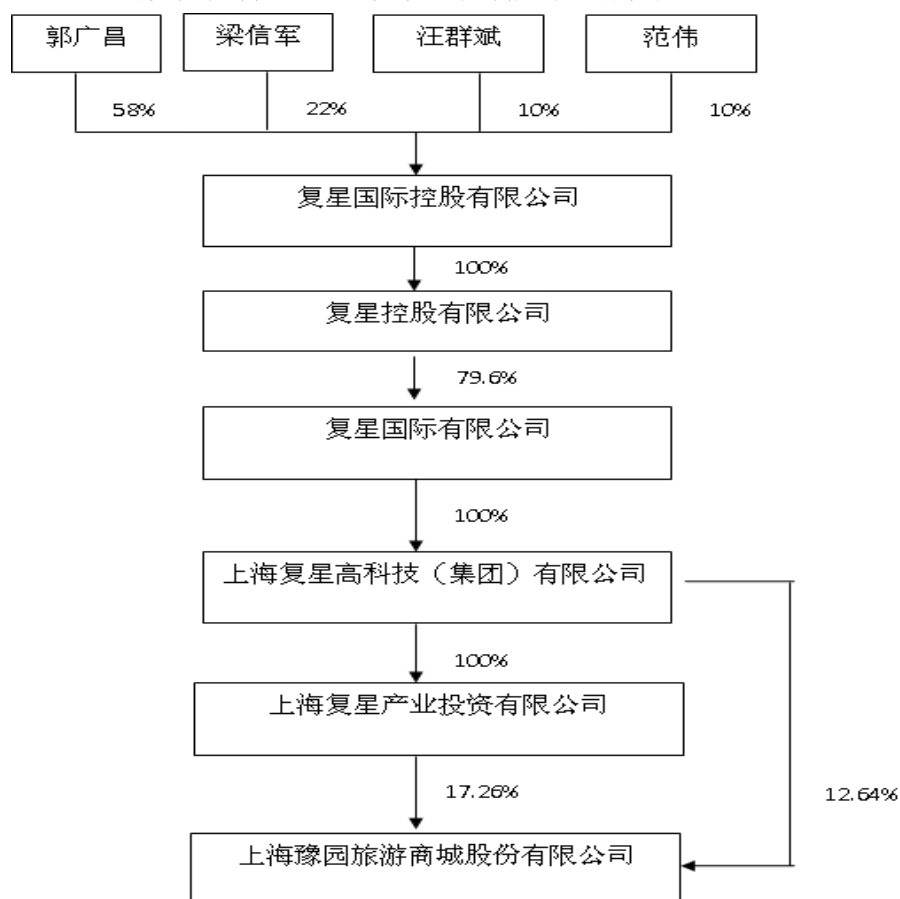 郭广昌
梁信军
汪群斌
范伟
58%
22%
10%
10%
复星国际控股有限公司
100%
复星控股有限公司
79.6%
复星国际有限公司
100%
上海复星高科技（集团）有限公司
100%
上海复星产业投资有限公司
17.26%
12.64%
上海豫园旅游商城股份有限公司